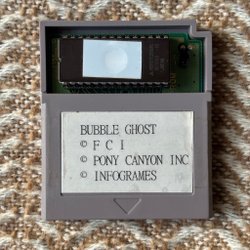 BUBBLE GHOST
© F C I
© PONY CANYON INC
© INFOGRAMES